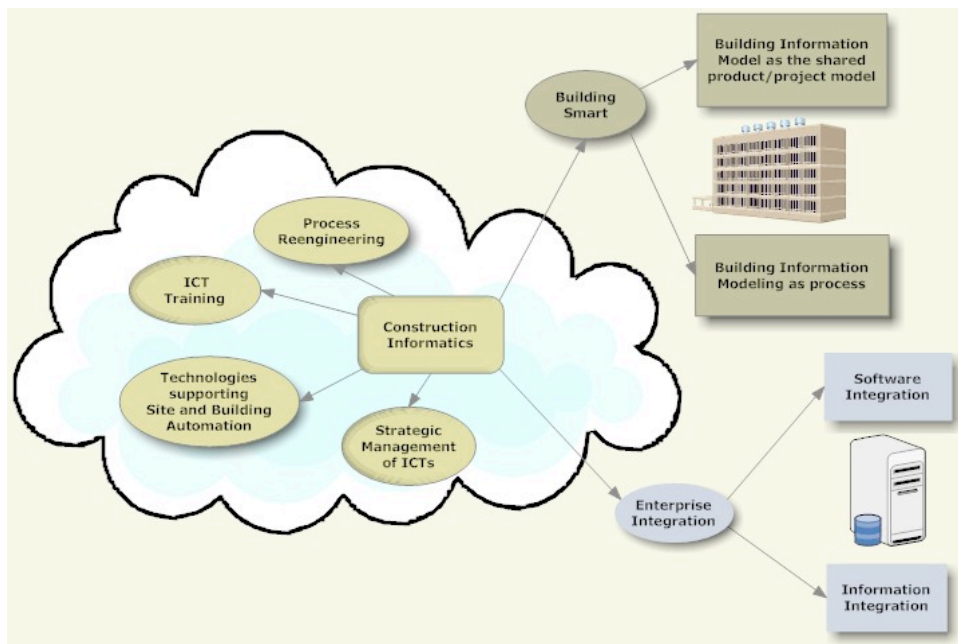 Building Information
Model as the shared
product/project model
Building
Smart
Process
Reengineering
ICT
Training
Building Information
Modeling as process
Construction
Informatics
Technologies
supporting
Site and Building
Automation
Software
Integration
Strategic
Management
of ICTs
Enterprise
Integration
Information
Integration